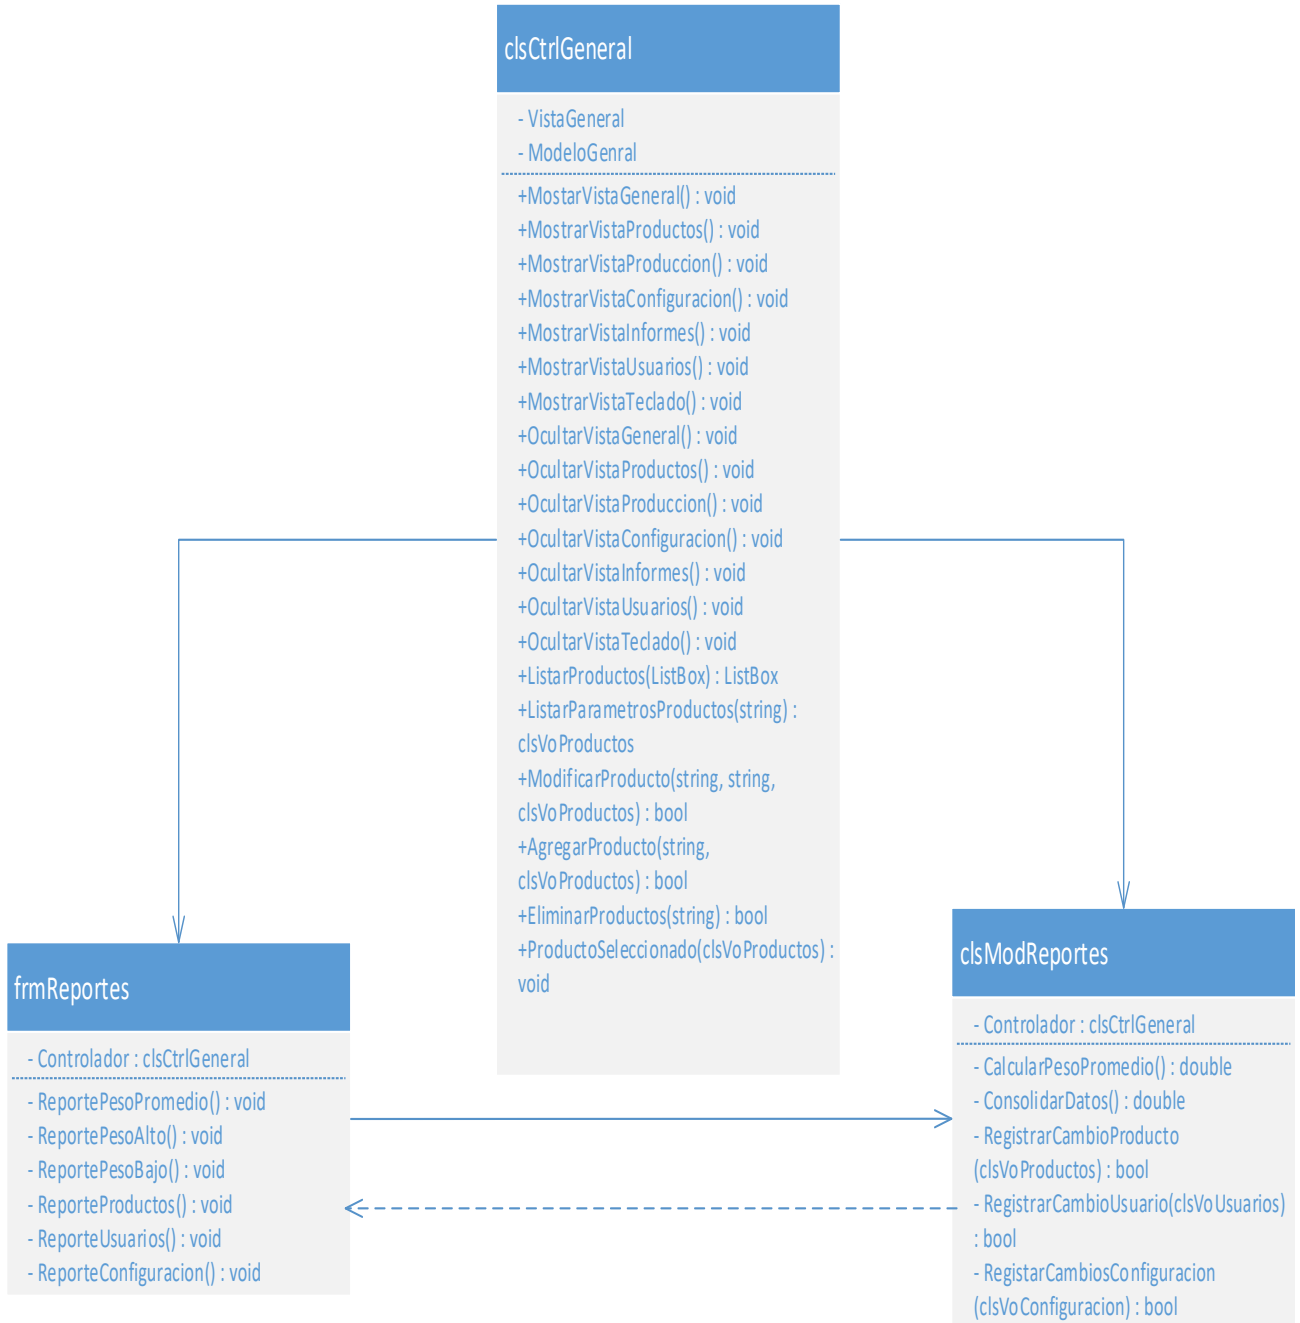 clsCtrlGeneral
- VistaGeneral
- ModeloGenral
+MostarVistaGeneral() : void
+MostrarVistaProductos() : void
+MostrarVistaProduccion() : void
+MostrarVistaConfiguracion() : void
+MostrarVistaInformes() : void
+MostrarVistaUsuarios() : void
+MostrarVistaTeclado() : void
+OcultarVistaGeneral() : void
+OcultarVistaProductos() : void
+OcultarVistaProduccion() : void
+OcultarVistaConfiguracion() : void
+OcultarVistaInformes() : void
+OcultarVistaUsuarios() : void
+OcultarVistaTeclado() : void
+ListarProductos(ListBox) : ListBox
+ListarParametrosProductos(string) :
clsVoProductos
+ModificarProducto(string, string,
clsVoProductos) : bool
+AgregarProducto(string,
clsVoProductos) : bool
+EliminarProductos(string) : bool
+ProductoSeleccionado(clsVoProductos) :
void
frmReportes
- Controlador : clsCtrlGeneral
- ReportePesoPromedio() : void
- ReportePesoAlto() : void
- ReportePesoBajo() : void
- ReporteProductos() : void
- ReporteUsuarios() : void
- ReporteConfiguracion() : void
clsModReportes
- Controlador : clsCtrlGeneral
- CalcularPesoPromedio() : double
- ConsolidarDatos() : double
- RegistrarCambioProducto
(clsVoProductos) : bool
- RegistrarCambioUsuario(clsVoUsuarios)
: bool
- RegistarCambiosConfiguracion
(clsVoConfiguracion) : bool